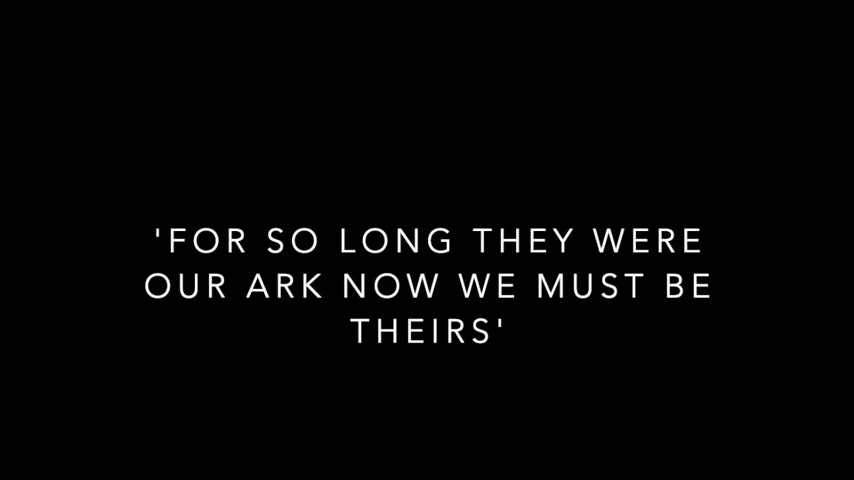 'FOR SO LONG THEY WERE
OUR ARK NOW WE MUST BE
THEIRS'